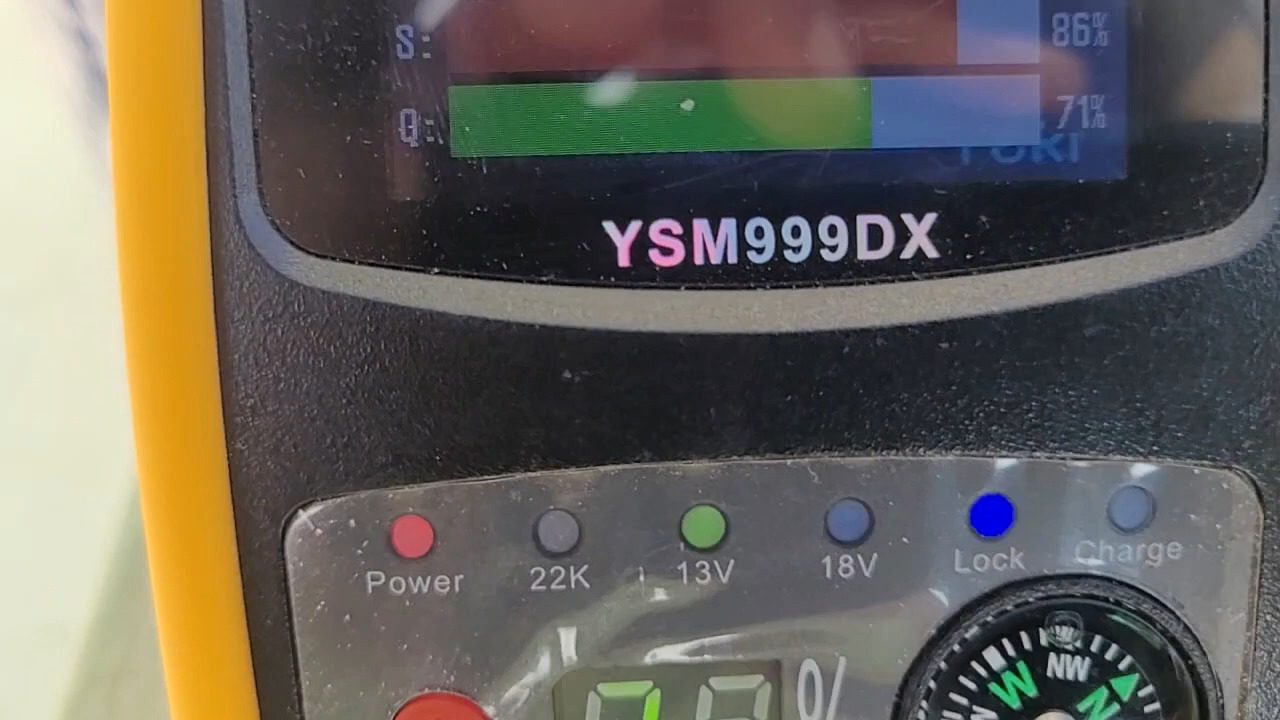 S: 86%
Q: 71%
YSM999DX
Power 22K 13V 18V Lock Charge
%
W NW N